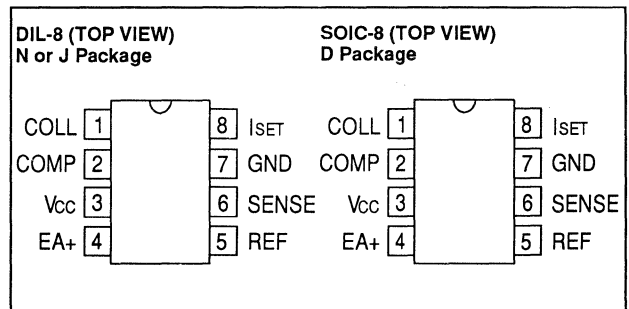 DIL-8 (TOP VIEW)
N or J Package
COLL 1 8 ISET
COMP 2 7 GND
Vcc 3 6 SENSE
EA+ 4 5 REF
SOIC-8 (TOP VIEW)
D Package
COLL 1 8 ISET
COMP 2 7 GND
Vcc 3 6 SENSE
EA+ 4 5 REF